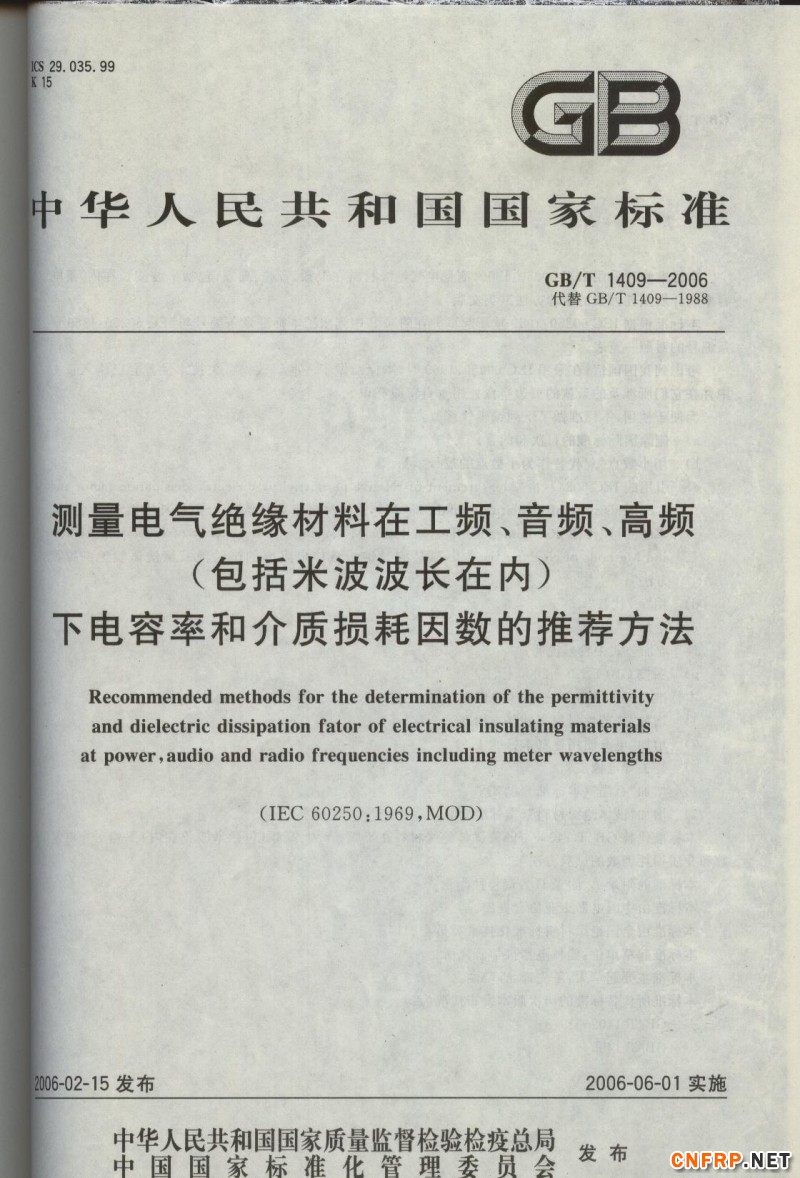 ICS 29.035.99
K 15
GB
中华人民共和国国家标准
GB/T 1409—2006
代替 GB/T 1409—1988
测量电气绝缘材料在工频、音频、高频
（包括米波波长在内）
下电容率和介质损耗因数的推荐方法
Recommended methods for the determination of the permittivity
and dielectric dissipation fator of electrical insulating materials
at power,audio and radio frequencies including meter wavelengths
(IEC 60250:1969,MOD)
2006-02-15 发布
2006-06-01 实施
中华人民共和国国家质量监督检验检疫总局
中国国家标准化管理委员会
发布
CNFRP.NET